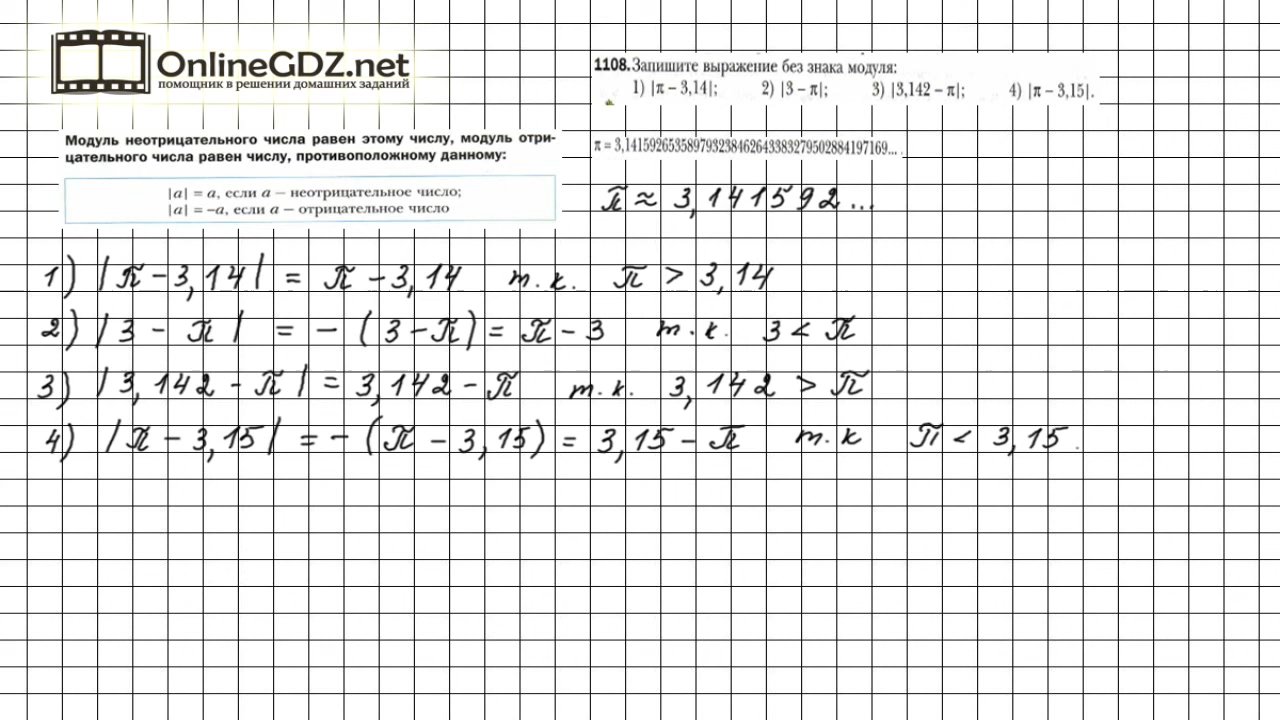 OnlineGDZ.net
помощник в решении домашних заданий
1108. Запишите выражение без знака модуля:
1) |π – 3,14|; 2) |3 – π|; 3) |3,142 – π|; 4) |π – 3,15|.
Модуль неотрицательного числа равен этому числу, модуль отри-
цательного числа равен числу, противоположному данному:
|a| = a, если a — неотрицательное число;
|a| = –a, если a — отрицательное число
π = 3,14159265358979323846264338327950288419716​9... .
π ≈ 3,141592...
1) |π – 3,14| = π – 3,14 т.к. π > 3,14
2) |3 – π| = – (3 – π) = π – 3 т.к. 3 < π
3) |3,142 – π| = 3,142 – π т.к. 3,142 > π
4) |π – 3,15| = – (π – 3,15) = 3,15 – π т.к π < 3,15.